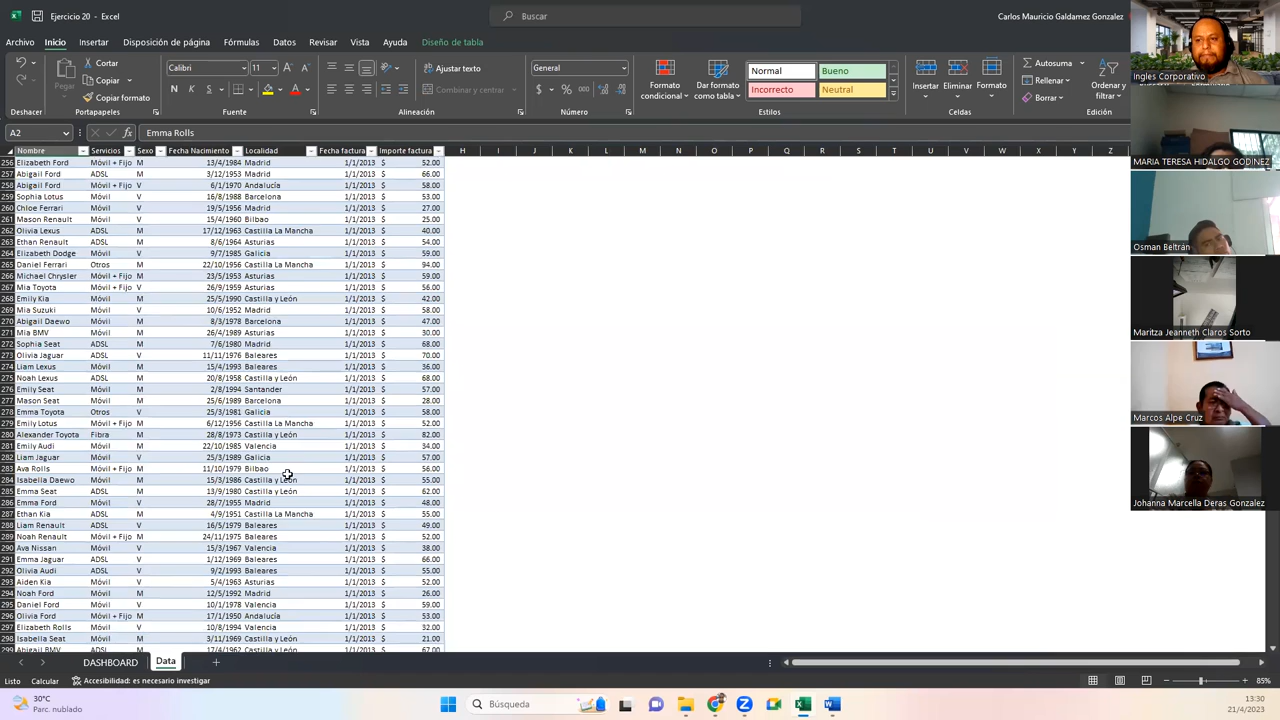 Ejercicio 20 - Excel
Buscar
Carlos Mauricio Galdamez Gonzalez
Archivo Inicio Insertar Disposición de página Fórmulas Datos Revisar Vista Ayuda Diseño de tabla
Pegar
Cortar
Copiar
Copiar formato
Calibri 11
N K S
Ajustar texto
Combinar y centrar
General
$ % 000
Formato condicional
Dar formato como tabla
Normal Bueno
Incorrecto Neutral
Insertar Eliminar Formato
Autosuma
Rellenar
Borrar
Ordenar y filtrar
Deshacer Portapapeles Fuente Alineación Número Estilos Celdas
A2 Emma Rolls
Nombre Servicios Sexo Fecha Nacimiento Localidad Fecha factura Importe factura H I J K L M N O P Q R S T U V W X Y Z
256 Elizabeth Ford Móvil + Fijo M 13/4/1984 Madrid 1/1/2013 $ 52.00
257 Abigail Ford ADSL M 3/12/1953 Madrid 1/1/2013 $ 66.00
258 Abigail Ford Móvil + Fijo V 6/1/1970 Andalucía 1/1/2013 $ 58.00
259 Sophia Lotus Móvil V 16/8/1988 Barcelona 1/1/2013 $ 53.00
260 Chloe Ferrari Móvil M 19/5/1956 Madrid 1/1/2013 $ 27.00
261 Mason Renault Móvil V 15/4/1960 Bilbao 1/1/2013 $ 25.00
262 Olivia Lexus ADSL M 17/12/1963 Castilla La Mancha 1/1/2013 $ 40.00
263 Ethan Renault ADSL M 8/6/1964 Asturias 1/1/2013 $ 54.00
264 Elizabeth Dodge Móvil V 9/7/1985 Galicia 1/1/2013 $ 59.00
265 Daniel Ferrari Otros M 22/10/1956 Castilla La Mancha 1/1/2013 $ 94.00
266 Michael Chrysler Móvil + Fijo M 23/5/1953 Asturias 1/1/2013 $ 59.00
267 Mia Toyota Móvil + Fijo V 26/9/1959 Asturias 1/1/2013 $ 56.00
268 Emily Kia Móvil M 25/5/1990 Castilla y León 1/1/2013 $ 42.00
269 Mia Suzuki Móvil V 10/6/1952 Madrid 1/1/2013 $ 58.00
270 Abigail Daewo Móvil M 8/3/1978 Barcelona 1/1/2013 $ 47.00
271 Mia BMV Móvil M 26/4/1989 Asturias 1/1/2013 $ 30.00
272 Sophia Seat ADSL M 7/6/1980 Madrid 1/1/2013 $ 68.00
273 Olivia Jaguar ADSL V 11/11/1976 Baleares 1/1/2013 $ 70.00
274 Liam Lexus Móvil M 15/4/1993 Baleares 1/1/2013 $ 36.00
275 Noah Lexus ADSL M 20/8/1958 Castilla y León 1/1/2013 $ 68.00
276 Emily Seat Móvil M 2/8/1994 Santander 1/1/2013 $ 57.00
277 Mason Seat Móvil M 25/6/1989 Barcelona 1/1/2013 $ 28.00
278 Emma Toyota Otros M 25/3/1981 Galicia 1/1/2013 $ 58.00
279 Emily Lotus Móvil + Fijo M 6/12/1956 Castilla La Mancha 1/1/2013 $ 52.00
280 Alexander Toyota Fibra M 28/8/1973 Castilla y León 1/1/2013 $ 82.00
281 Emily Audi Móvil M 22/10/1985 Valencia 1/1/2013 $ 34.00
282 Liam Jaguar Móvil V 25/3/1989 Galicia 1/1/2013 $ 57.00
283 Ava Rolls Móvil + Fijo M 11/10/1979 Bilbao 1/1/2013 $ 56.00
284 Isabella Daewo Móvil M 15/3/1986 Castilla y León 1/1/2013 $ 55.00
285 Emma Seat ADSL M 13/9/1980 Castilla y León 1/1/2013 $ 62.00
286 Emma Ford Móvil M 28/7/1955 Madrid 1/1/2013 $ 48.00
287 Ethan Kia ADSL M 4/9/1951 Castilla La Mancha 1/1/2013 $ 55.00
288 Liam Renault ADSL V 16/5/1979 Baleares 1/1/2013 $ 49.00
289 Noah Renault Móvil + Fijo M 24/11/1975 Baleares 1/1/2013 $ 52.00
290 Ava Nissan Móvil V 15/3/1967 Valencia 1/1/2013 $ 38.00
291 Emma Jaguar ADSL V 1/12/1969 Baleares 1/1/2013 $ 66.00
292 Olivia Audi ADSL V 9/2/1993 Baleares 1/1/2013 $ 55.00
293 Aiden Kia Móvil M 5/4/1963 Asturias 1/1/2013 $ 52.00
294 Noah Ford Móvil M 12/5/1992 Madrid 1/1/2013 $ 26.00
295 Daniel Ford Móvil V 10/1/1978 Valencia 1/1/2013 $ 59.00
296 Olivia Ford Móvil + Fijo M 17/1/1950 Andalucía 1/1/2013 $ 53.00
297 Elizabeth Rolls Móvil V 10/8/1994 Valencia 1/1/2013 $ 32.00
298 Isabella Seat Móvil M 3/11/1969 Castilla y León 1/1/2013 $ 21.00
299 Abigail BMV Móvil M 17/4/1962 Castilla y León 1/1/2013 $ 67.00
DASHBOARD Data
Listo Calcular Accesibilidad: es necesario investigar 85%
30°C
Parc. nublado
Búsqueda
13:30
21/4/2023
Ingles Corporativo
MARIA TERESA HIDALGO GODINEZ
Osman Beltrán
Maritza Jeanneth Claros Sorto
Marcos Alpe Cruz
Johanna Marcella Deras Gonzalez